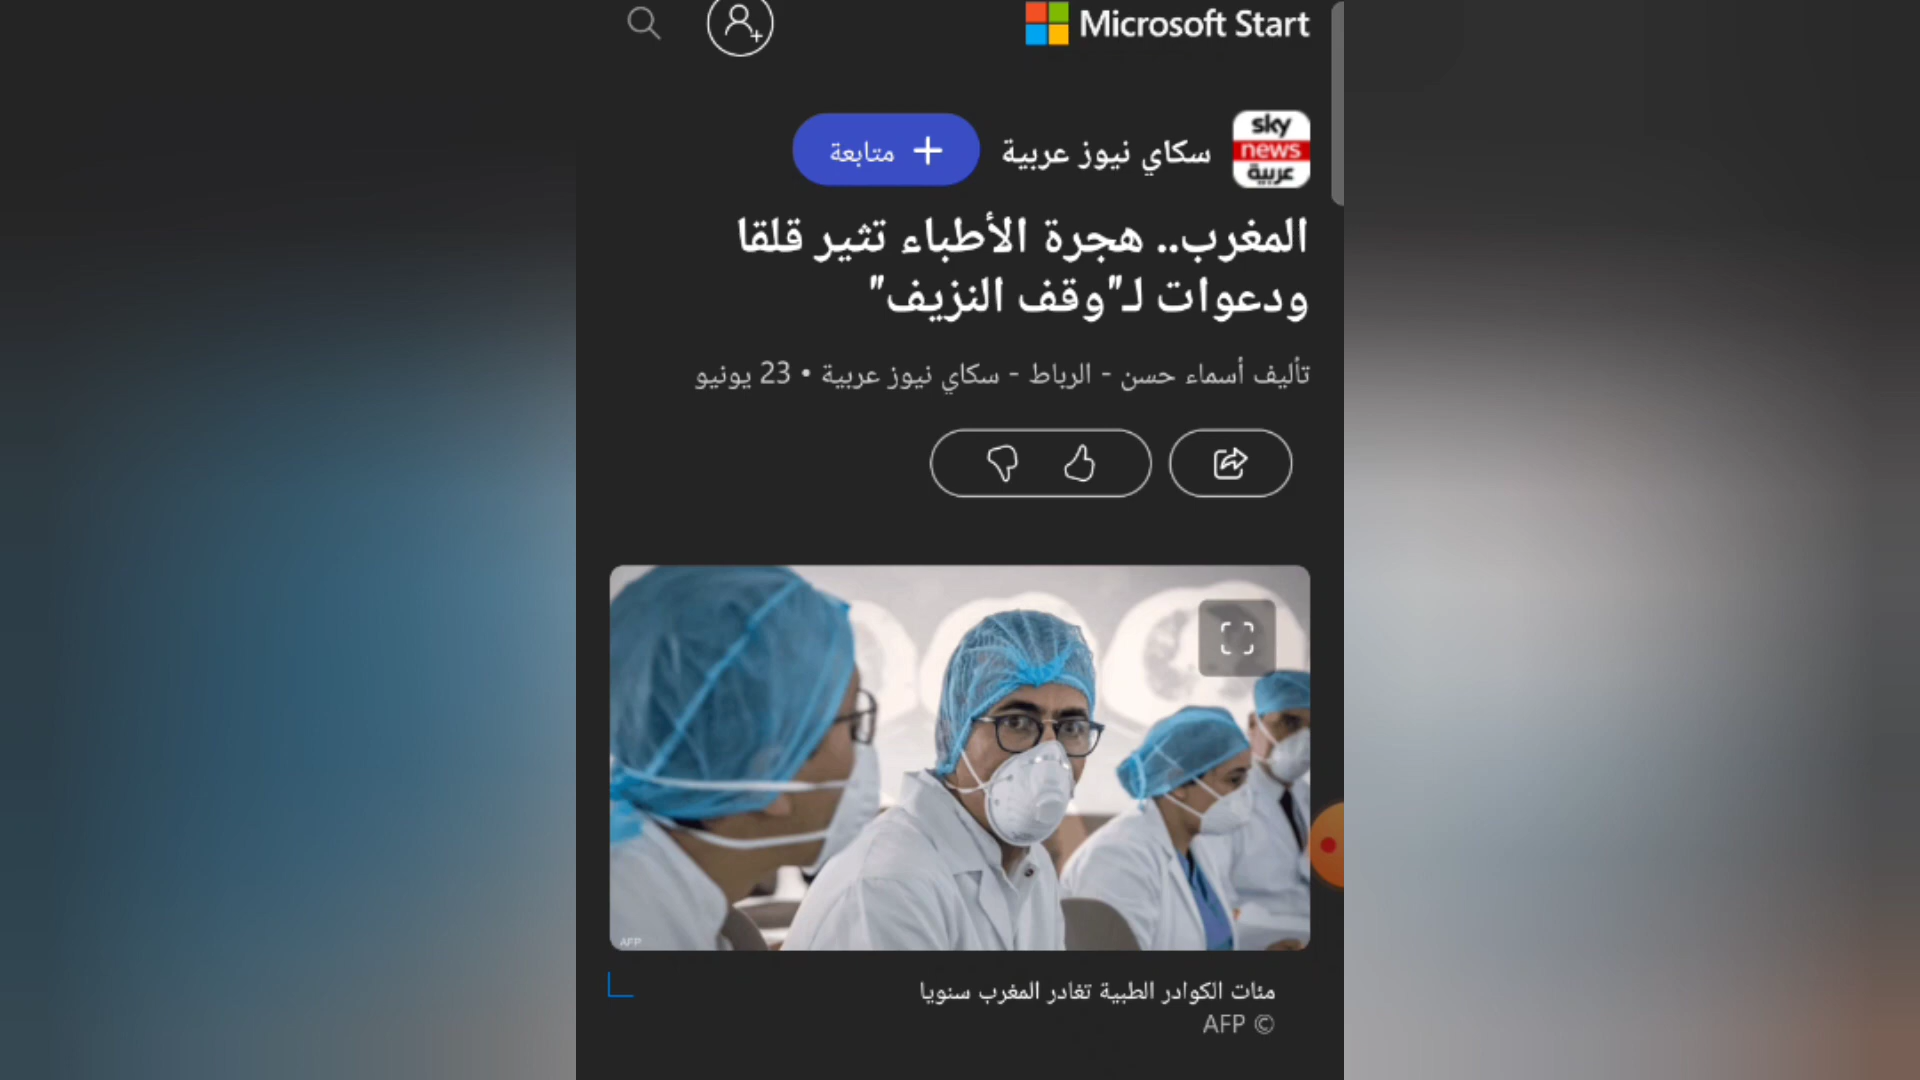 Microsoft Start
sky
news
عربية
سكاي نيوز عربية
متابعة
المغرب.. هجرة الأطباء تثير قلقا
ودعوات لـ"وقف النزيف"
تأليف أسماء حسن - الرباط - سكاي نيوز عربية • 23 يونيو
AFP
مئات الكوادر الطبية تغادر المغرب سنويا
© AFP